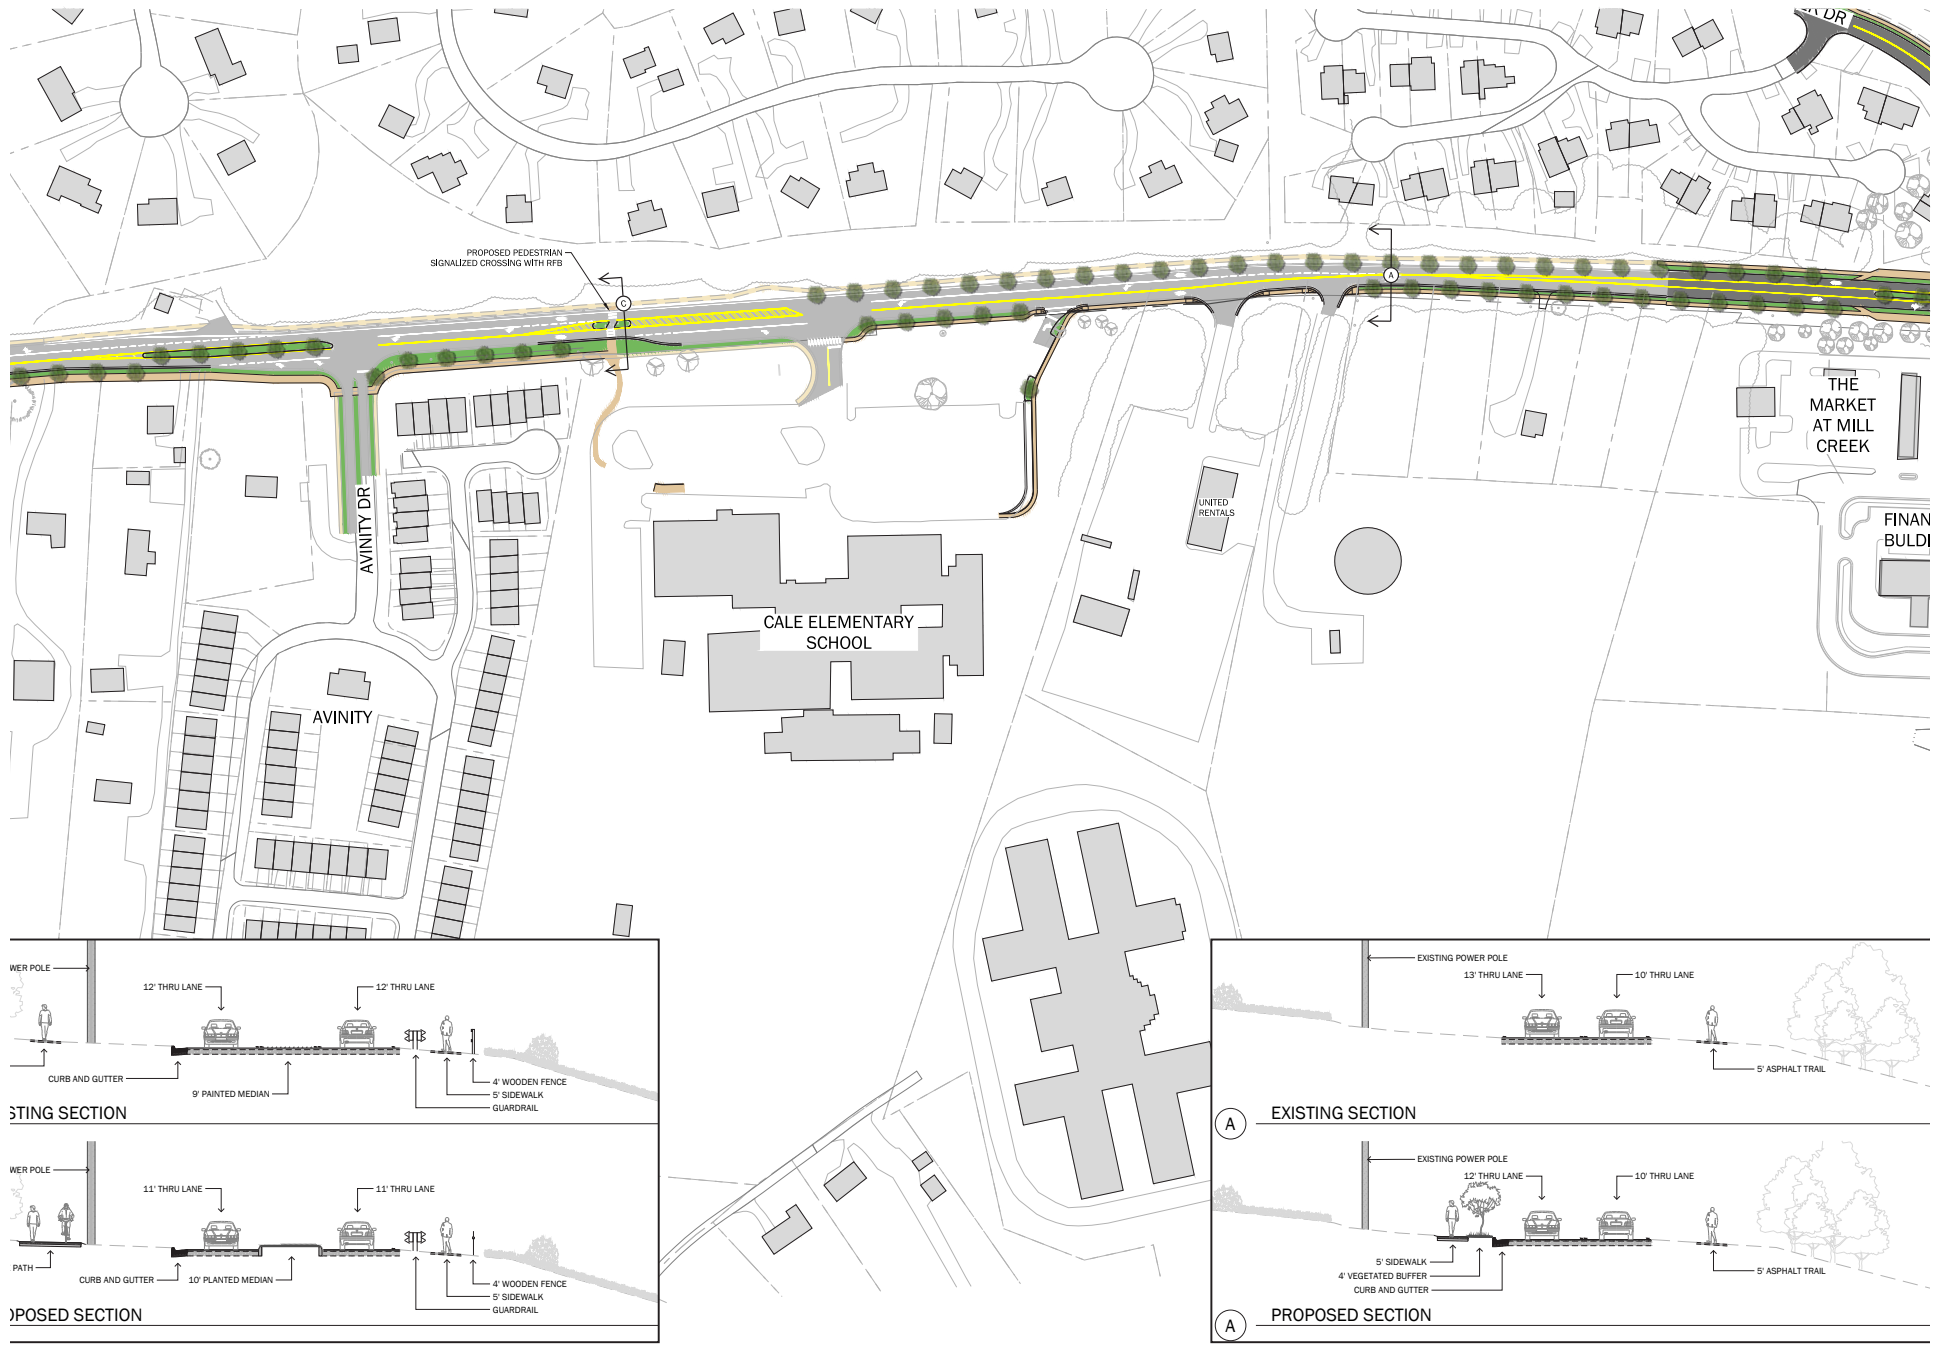 PROPOSED PEDESTRIAN
SIGNALIZED CROSSING WITH RFB
C
A
DR
AVINITY DR
AVINITY
CALE ELEMENTARY
SCHOOL
UNITED
RENTALS
THE
MARKET
AT MILL
CREEK
FINAN
BULDI
WER POLE
12' THRU LANE
12' THRU LANE
CURB AND GUTTER
9' PAINTED MEDIAN
4' WOODEN FENCE
5' SIDEWALK
GUARDRAIL
STING SECTION
WER POLE
11' THRU LANE
11' THRU LANE
PATH
CURB AND GUTTER
10' PLANTED MEDIAN
4' WOODEN FENCE
5' SIDEWALK
GUARDRAIL
OPOSED SECTION
EXISTING POWER POLE
13' THRU LANE
10' THRU LANE
5' ASPHALT TRAIL
A
EXISTING SECTION
EXISTING POWER POLE
12' THRU LANE
10' THRU LANE
5' SIDEWALK
4' VEGETATED BUFFER
CURB AND GUTTER
5' ASPHALT TRAIL
A
PROPOSED SECTION